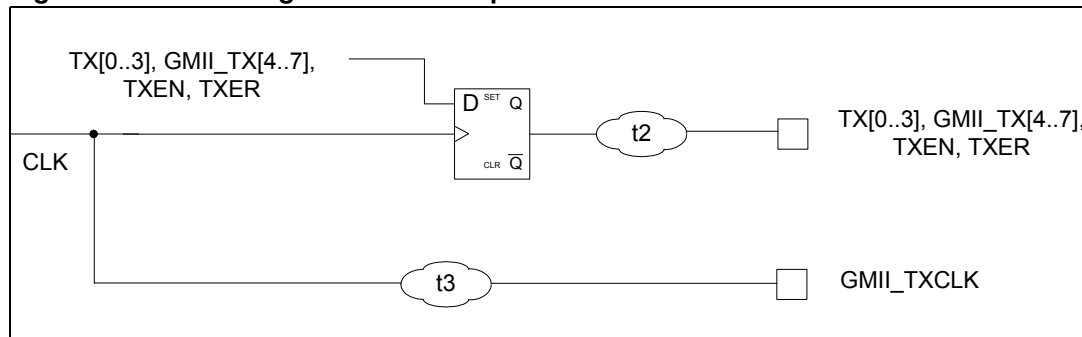 TX[0..3], GMII_TX[4..7],
TXEN, TXER
D SET Q
CLR Q
CLK
t2
TX[0..3], GMII_TX[4..7],
TXEN, TXER
t3
GMII_TXCLK